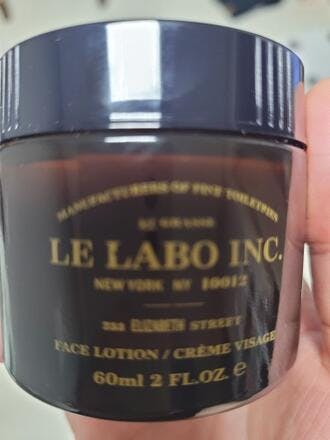 MANUFACTURERS OF FINE TOILETRIES
LE LABO INC.
NEW YORK NY 10012
233 ELIZABETH STREET
FACE LOTION / CRÈME VISAGE
60ml 2 FL.OZ. ℮